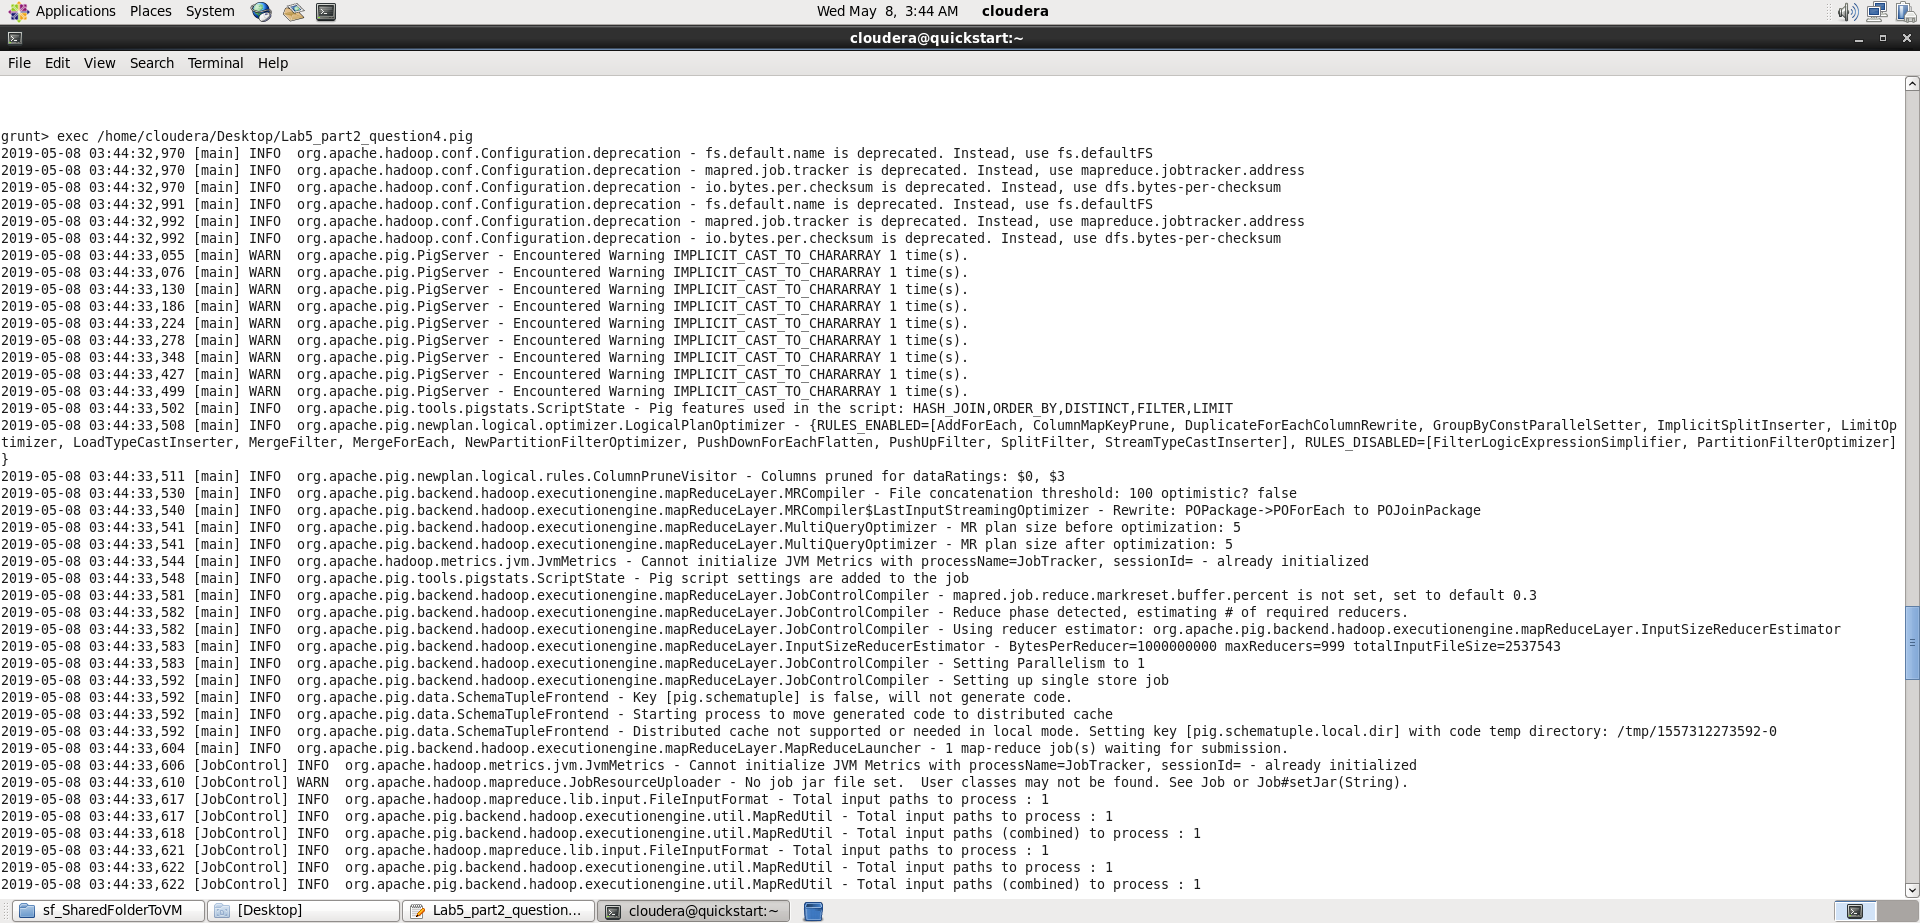 Applications Places System Wed May 8, 3:44 AM cloudera
cloudera@quickstart:~
File Edit View Search Terminal Help
grunt> exec /home/cloudera/Desktop/Lab5_part2_question4.pig
2019-05-08 03:44:32,970 [main] INFO  org.apache.hadoop.conf.Configuration.deprecation - fs.default.name is deprecated. Instead, use fs.defaultFS
2019-05-08 03:44:32,970 [main] INFO  org.apache.hadoop.conf.Configuration.deprecation - mapred.job.tracker is deprecated. Instead, use mapreduce.jobtracker.address
2019-05-08 03:44:32,970 [main] INFO  org.apache.hadoop.conf.Configuration.deprecation - io.bytes.per.checksum is deprecated. Instead, use dfs.bytes-per-checksum
2019-05-08 03:44:32,991 [main] INFO  org.apache.hadoop.conf.Configuration.deprecation - fs.default.name is deprecated. Instead, use fs.defaultFS
2019-05-08 03:44:32,992 [main] INFO  org.apache.hadoop.conf.Configuration.deprecation - mapred.job.tracker is deprecated. Instead, use mapreduce.jobtracker.address
2019-05-08 03:44:32,992 [main] INFO  org.apache.hadoop.conf.Configuration.deprecation - io.bytes.per.checksum is deprecated. Instead, use dfs.bytes-per-checksum
2019-05-08 03:44:33,055 [main] WARN  org.apache.pig.PigServer - Encountered Warning IMPLICIT_CAST_TO_CHARARRAY 1 time(s).
2019-05-08 03:44:33,076 [main] WARN  org.apache.pig.PigServer - Encountered Warning IMPLICIT_CAST_TO_CHARARRAY 1 time(s).
2019-05-08 03:44:33,130 [main] WARN  org.apache.pig.PigServer - Encountered Warning IMPLICIT_CAST_TO_CHARARRAY 1 time(s).
2019-05-08 03:44:33,186 [main] WARN  org.apache.pig.PigServer - Encountered Warning IMPLICIT_CAST_TO_CHARARRAY 1 time(s).
2019-05-08 03:44:33,224 [main] WARN  org.apache.pig.PigServer - Encountered Warning IMPLICIT_CAST_TO_CHARARRAY 1 time(s).
2019-05-08 03:44:33,278 [main] WARN  org.apache.pig.PigServer - Encountered Warning IMPLICIT_CAST_TO_CHARARRAY 1 time(s).
2019-05-08 03:44:33,348 [main] WARN  org.apache.pig.PigServer - Encountered Warning IMPLICIT_CAST_TO_CHARARRAY 1 time(s).
2019-05-08 03:44:33,427 [main] WARN  org.apache.pig.PigServer - Encountered Warning IMPLICIT_CAST_TO_CHARARRAY 1 time(s).
2019-05-08 03:44:33,499 [main] WARN  org.apache.pig.PigServer - Encountered Warning IMPLICIT_CAST_TO_CHARARRAY 1 time(s).
2019-05-08 03:44:33,502 [main] INFO  org.apache.pig.tools.pigstats.ScriptState - Pig features used in the script: HASH_JOIN,ORDER_BY,DISTINCT,FILTER,LIMIT
2019-05-08 03:44:33,508 [main] INFO  org.apache.pig.newplan.logical.optimizer.LogicalPlanOptimizer - {RULES_ENABLED=[AddForEach, ColumnMapKeyPrune, DuplicateForEachColumnRewrite, GroupByConstParallelSetter, ImplicitSplitInserter, LimitOp
timizer, LoadTypeCastInserter, MergeFilter, MergeForEach, NewPartitionFilterOptimizer, PushDownForEachFlatten, PushUpFilter, SplitFilter, StreamTypeCastInserter], RULES_DISABLED=[FilterLogicExpressionSimplifier, PartitionFilterOptimizer]
}
2019-05-08 03:44:33,511 [main] INFO  org.apache.pig.newplan.logical.rules.ColumnPruneVisitor - Columns pruned for dataRatings: $0, $3
2019-05-08 03:44:33,530 [main] INFO  org.apache.pig.backend.hadoop.executionengine.mapReduceLayer.MRCompiler - File concatenation threshold: 100 optimistic? false
2019-05-08 03:44:33,540 [main] INFO  org.apache.pig.backend.hadoop.executionengine.mapReduceLayer.MRCompiler$LastInputStreamingOptimizer - Rewrite: POPackage->POForEach to POJoinPackage
2019-05-08 03:44:33,541 [main] INFO  org.apache.pig.backend.hadoop.executionengine.mapReduceLayer.MultiQueryOptimizer - MR plan size before optimization: 5
2019-05-08 03:44:33,541 [main] INFO  org.apache.pig.backend.hadoop.executionengine.mapReduceLayer.MultiQueryOptimizer - MR plan size after optimization: 5
2019-05-08 03:44:33,544 [main] INFO  org.apache.hadoop.metrics.jvm.JvmMetrics - Cannot initialize JVM Metrics with processName=JobTracker, sessionId= - already initialized
2019-05-08 03:44:33,548 [main] INFO  org.apache.pig.tools.pigstats.ScriptState - Pig script settings are added to the job
2019-05-08 03:44:33,581 [main] INFO  org.apache.pig.backend.hadoop.executionengine.mapReduceLayer.JobControlCompiler - mapred.job.reduce.markreset.buffer.percent is not set, set to default 0.3
2019-05-08 03:44:33,582 [main] INFO  org.apache.pig.backend.hadoop.executionengine.mapReduceLayer.JobControlCompiler - Reduce phase detected, estimating # of required reducers.
2019-05-08 03:44:33,582 [main] INFO  org.apache.pig.backend.hadoop.executionengine.mapReduceLayer.JobControlCompiler - Using reducer estimator: org.apache.pig.backend.hadoop.executionengine.mapReduceLayer.InputSizeReducerEstimator
2019-05-08 03:44:33,583 [main] INFO  org.apache.pig.backend.hadoop.executionengine.mapReduceLayer.InputSizeReducerEstimator - BytesPerReducer=1000000000 maxReducers=999 totalInputFileSize=2537543
2019-05-08 03:44:33,583 [main] INFO  org.apache.pig.backend.hadoop.executionengine.mapReduceLayer.JobControlCompiler - Setting Parallelism to 1
2019-05-08 03:44:33,592 [main] INFO  org.apache.pig.backend.hadoop.executionengine.mapReduceLayer.JobControlCompiler - Setting up single store job
2019-05-08 03:44:33,592 [main] INFO  org.apache.pig.data.SchemaTupleFrontend - Key [pig.schematuple] is false, will not generate code.
2019-05-08 03:44:33,592 [main] INFO  org.apache.pig.data.SchemaTupleFrontend - Starting process to move generated code to distributed cache
2019-05-08 03:44:33,592 [main] INFO  org.apache.pig.data.SchemaTupleFrontend - Distributed cache not supported or needed in local mode. Setting key [pig.schematuple.local.dir] with code temp directory: /tmp/1557312273592-0
2019-05-08 03:44:33,604 [main] INFO  org.apache.pig.backend.hadoop.executionengine.mapReduceLayer.MapReduceLauncher - 1 map-reduce job(s) waiting for submission.
2019-05-08 03:44:33,606 [JobControl] INFO  org.apache.hadoop.metrics.jvm.JvmMetrics - Cannot initialize JVM Metrics with processName=JobTracker, sessionId= - already initialized
2019-05-08 03:44:33,610 [JobControl] WARN  org.apache.hadoop.mapreduce.JobResourceUploader - No job jar file set.  User classes may not be found. See Job or Job#setJar(String).
2019-05-08 03:44:33,617 [JobControl] INFO  org.apache.hadoop.mapreduce.lib.input.FileInputFormat - Total input paths to process : 1
2019-05-08 03:44:33,617 [JobControl] INFO  org.apache.pig.backend.hadoop.executionengine.util.MapRedUtil - Total input paths to process : 1
2019-05-08 03:44:33,618 [JobControl] INFO  org.apache.pig.backend.hadoop.executionengine.util.MapRedUtil - Total input paths (combined) to process : 1
2019-05-08 03:44:33,621 [JobControl] INFO  org.apache.hadoop.mapreduce.lib.input.FileInputFormat - Total input paths to process : 1
2019-05-08 03:44:33,622 [JobControl] INFO  org.apache.pig.backend.hadoop.executionengine.util.MapRedUtil - Total input paths to process : 1
2019-05-08 03:44:33,622 [JobControl] INFO  org.apache.pig.backend.hadoop.executionengine.util.MapRedUtil - Total input paths (combined) to process : 1
sf_SharedFolderToVM [Desktop] Lab5_part2_question... cloudera@quickstart:~